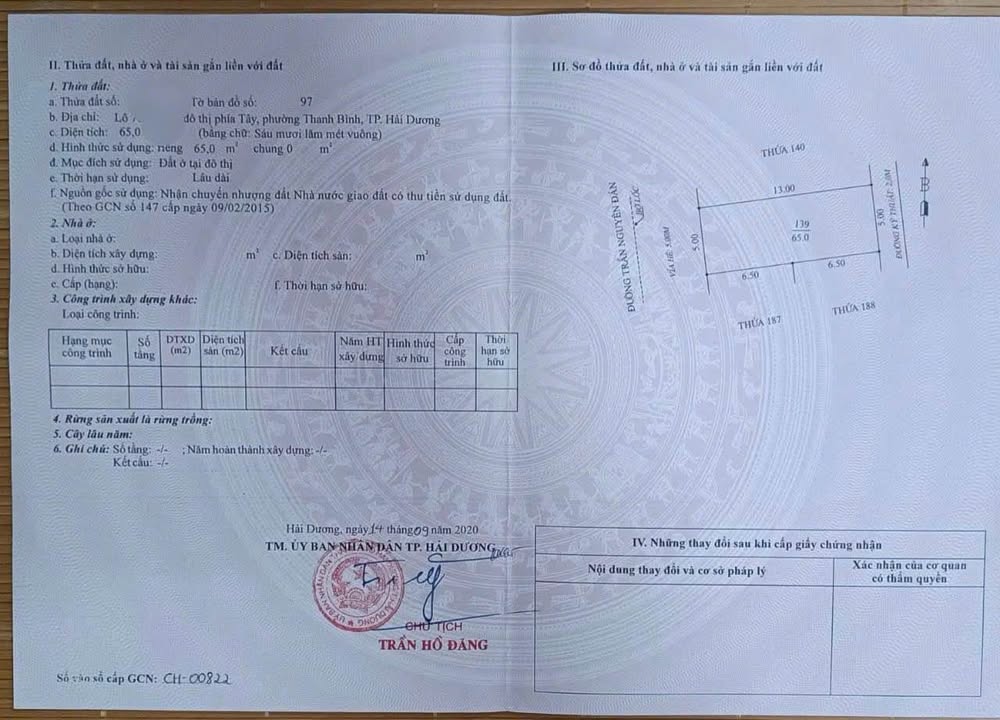 II. Thửa đất, nhà ở và tài sản gắn liền với đất
1. Thửa đất:
a. Thửa đất số: Tờ bản đồ số: 97
b. Địa chỉ: Lô đô thị phía Tây, phường Thanh Bình, TP. Hải Dương
c. Diện tích: 65,0 (bằng chữ: Sáu mươi lăm mét vuông)
d. Hình thức sử dụng: riêng 65,0 m² chung 0 m²
đ. Mục đích sử dụng: Đất ở tại đô thị
e. Thời hạn sử dụng: Lâu dài
f. Nguồn gốc sử dụng: Nhận chuyển nhượng đất Nhà nước giao đất có thu tiền sử dụng đất.
(Theo GCN số 147 cấp ngày 09/02/2015)
2. Nhà ở:
a. Loại nhà ở:
b. Diện tích xây dựng: m² c. Diện tích sàn: m²
d. Hình thức sở hữu:
e. Cấp (hạng): f. Thời hạn sở hữu:
3. Công trình xây dựng khác:
Loại công trình:
Hạng mục công trình Số tầng DTXD (m2) Diện tích sàn (m2) Kết cấu Năm HT xây dựng Hình thức sở hữu Cấp công trình Thời hạn sở hữu
4. Rừng sản xuất là rừng trồng:
5. Cây lâu năm:
6. Ghi chú: Số tầng: -/- ; Năm hoàn thành xây dựng: -/-
Kết cấu: -/-
Hải Dương, ngày 14 tháng 09 năm 2020
TM. ỦY BAN NHÂN DÂN TP. HẢI DƯƠNG
CHỦ TỊCH
TRẦN HỒ ĐĂNG
Số vào sổ cấp GCN: CH-00822
III. Sơ đồ thửa đất, nhà ở và tài sản gắn liền với đất
THỬA 140
13.00
ĐƯỜNG TRẦN NGUYÊN ĐÁN
BÓ LỐC
VỈA HÈ: 5.00M
5.00
139
65.0
5.00
ĐƯỜNG KỸ THUẬT: 2.0M
B
6.50
6.50
THỬA 187
THỬA 188
IV. Những thay đổi sau khi cấp giấy chứng nhận
Nội dung thay đổi và cơ sở pháp lý
Xác nhận của cơ quan
có thẩm quyền